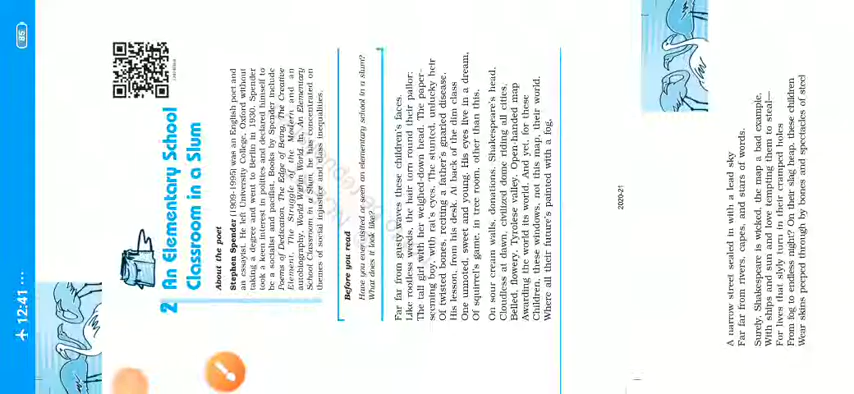 12:41 ...
85
2 An Elementary School
Classroom in a Slum
About the poet
Stephen Spender (1909-1995) was an English poet and
an essayist. He left University College, Oxford without
taking a degree and went to Berlin in 1930. Spender
took a keen interest in politics and declared himself to
be a socialist and pacifist. Books by Spender include
Poems of Dedication, The Edge of Being, The Creative
Element, The Struggle of the Modern and an
autobiography, World Within World. In, An Elementary
School Classroom in a Slum, he has concentrated on
themes of social injustice and class inequalities.
Before you read
Have you ever visited or seen an elementary school in a slum?
What does it look like?
Far far from gusty waves these children's faces.
Like rootless weeds, the hair torn round their pallor:
The tall girl with her weighed-down head. The paper-
seeming boy, with rat's eyes. The stunted, unlucky heir
Of twisted bones, reciting a father's gnarled disease,
His lesson, from his desk. At back of the dim class
One unnoted, sweet and young. His eyes live in a dream,
Of squirrel's game, in tree room, other than this.
On sour cream walls, donations. Shakespeare's head,
Cloudless at dawn, civilized dome riding all cities.
Belled, flowery, Tyrolese valley. Open-handed map
Awarding the world its world. And yet, for these
Children, these windows, not this map, their world,
Where all their future's painted with a fog,
2020-21
A narrow street sealed in with a lead sky
Far far from rivers, capes, and stars of words.
Surely, Shakespeare is wicked, the map a bad example,
With ships and sun and love tempting them to steal—
For lives that slyly turn in their cramped holes
From fog to endless night? On their slag heap, these children
Wear skins peeped through by bones and spectacles of steel